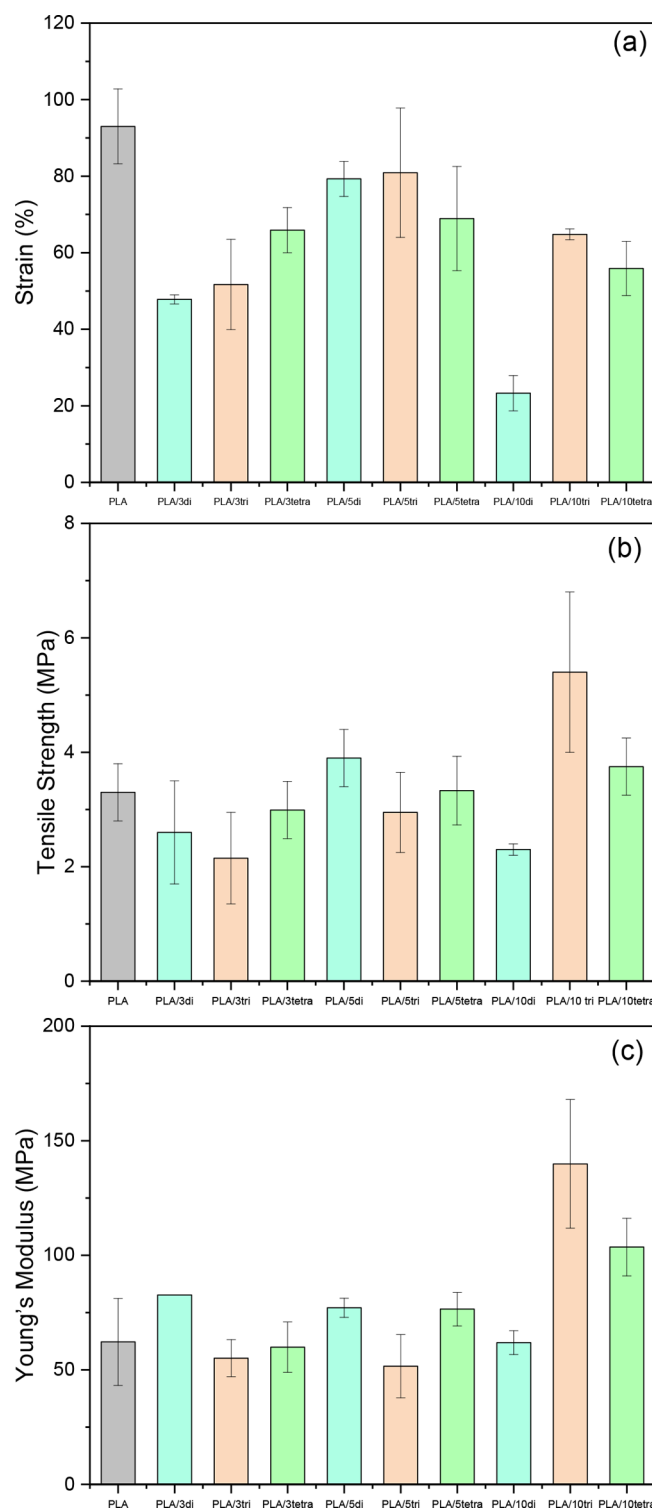 (a)
120
100
80
60
40
20
0
Strain (%)
PLA PLA/3di PLA/3tri PLA/3tetra PLA/5di PLA/5tri PLA/5tetra PLA/10di PLA/10tri PLA/10tetra
(b)
8
6
4
2
0
Tensile Strength (MPa)
PLA PLA/3di PLA/3tri PLA/3tetra PLA/5di PLA/5tri PLA/5tetra PLA/10di PLA/10 tri PLA/10tetra
(c)
200
150
100
50
0
Young's Modulus (MPa)
PLA PLA/3di PLA/3tri PLA/3tetra PLA/5di PLA/5tri PLA/5tetra PLA/10di PLA/10tri PLA/10tetra